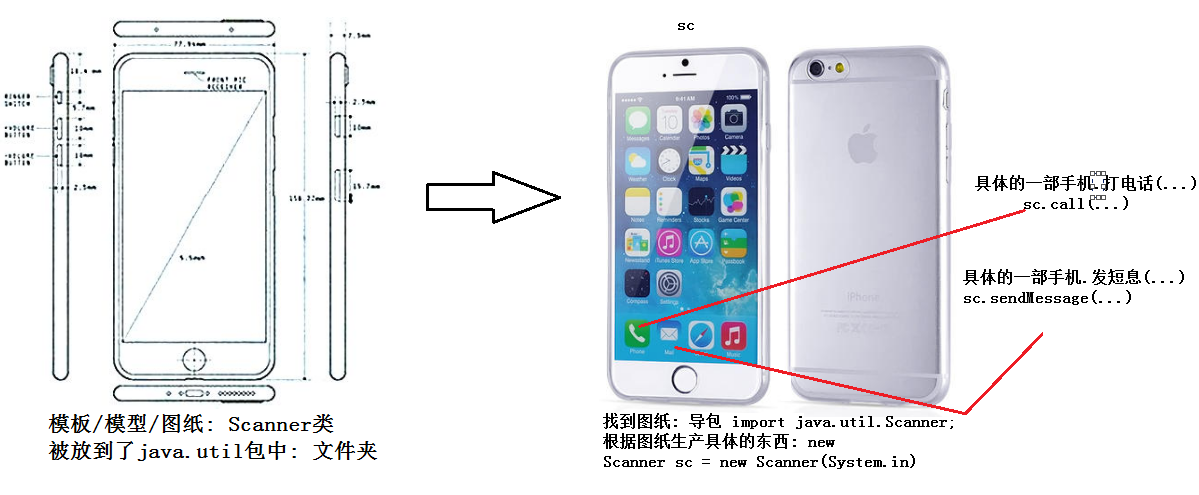 77.94mm
7.5mm
18.4 mm
FRONT PIC
RECEIVER
RINGER
SWITCH
5.7mm
2.5mm
+VOLUME
BUTTON
10mm
10mm
-VOLUME
BUTTON
10mm
2.5mm
15.7mm
5.5mm
模板/模型/图纸: Scanner类
被放到了java.util包中: 文件夹
sc
9:41 AM
100%
Messages
Calendar
Photos
Camera
Weather
Clock
Maps
Videos
Notes
Reminders
Stocks
Game Center
Newsstand
iTunes Store
App Store
Passbook
Compass
Settings
Phone
Mail
Music
iPhone
具体的一部手机.打电话(...)
sc.call(...)
具体的一部手机.发短息(...)
sc.sendMessage(...)
找到图纸: 导包 import java.util.Scanner;
根据图纸生产具体的东西: new
Scanner sc = new Scanner(System.in)